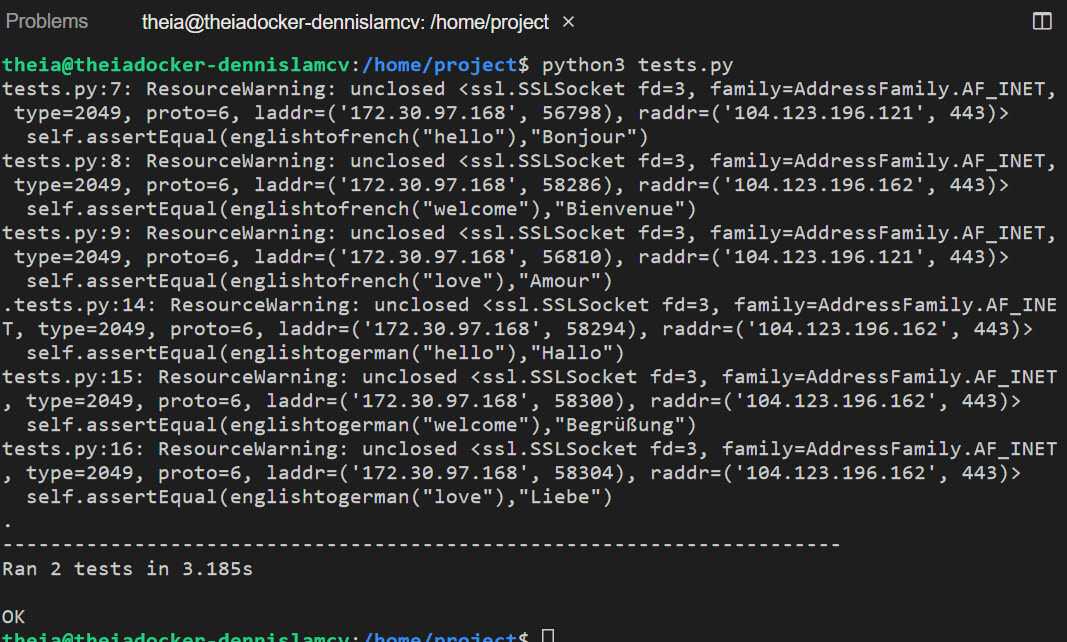 Problems theia@theiadocker-dennislamcv: /home/project ×
theia@theiadocker-dennislamcv:/home/project$ python3 tests.py
tests.py:7: ResourceWarning: unclosed <ssl.SSLSocket fd=3, family=AddressFamily.AF_INET,
 type=2049, proto=6, laddr=('172.30.97.168', 56798), raddr=('104.123.196.121', 443)>
  self.assertEqual(englishtofrench("hello"),"Bonjour")
tests.py:8: ResourceWarning: unclosed <ssl.SSLSocket fd=3, family=AddressFamily.AF_INET,
 type=2049, proto=6, laddr=('172.30.97.168', 58286), raddr=('104.123.196.162', 443)>
  self.assertEqual(englishtofrench("welcome"),"Bienvenue")
tests.py:9: ResourceWarning: unclosed <ssl.SSLSocket fd=3, family=AddressFamily.AF_INET,
 type=2049, proto=6, laddr=('172.30.97.168', 56810), raddr=('104.123.196.121', 443)>
  self.assertEqual(englishtofrench("love"),"Amour")
.tests.py:14: ResourceWarning: unclosed <ssl.SSLSocket fd=3, family=AddressFamily.AF_INE
T, type=2049, proto=6, laddr=('172.30.97.168', 58294), raddr=('104.123.196.162', 443)>
  self.assertEqual(englishtogerman("hello"),"Hallo")
tests.py:15: ResourceWarning: unclosed <ssl.SSLSocket fd=3, family=AddressFamily.AF_INET
, type=2049, proto=6, laddr=('172.30.97.168', 58300), raddr=('104.123.196.162', 443)>
  self.assertEqual(englishtogerman("welcome"),"Begrüßung")
tests.py:16: ResourceWarning: unclosed <ssl.SSLSocket fd=3, family=AddressFamily.AF_INET
, type=2049, proto=6, laddr=('172.30.97.168', 58304), raddr=('104.123.196.162', 443)>
  self.assertEqual(englishtogerman("love"),"Liebe")
.
----------------------------------------------------------------------
Ran 2 tests in 3.185s

OK
theia@theiadocker-dennislamcv:/home/project$